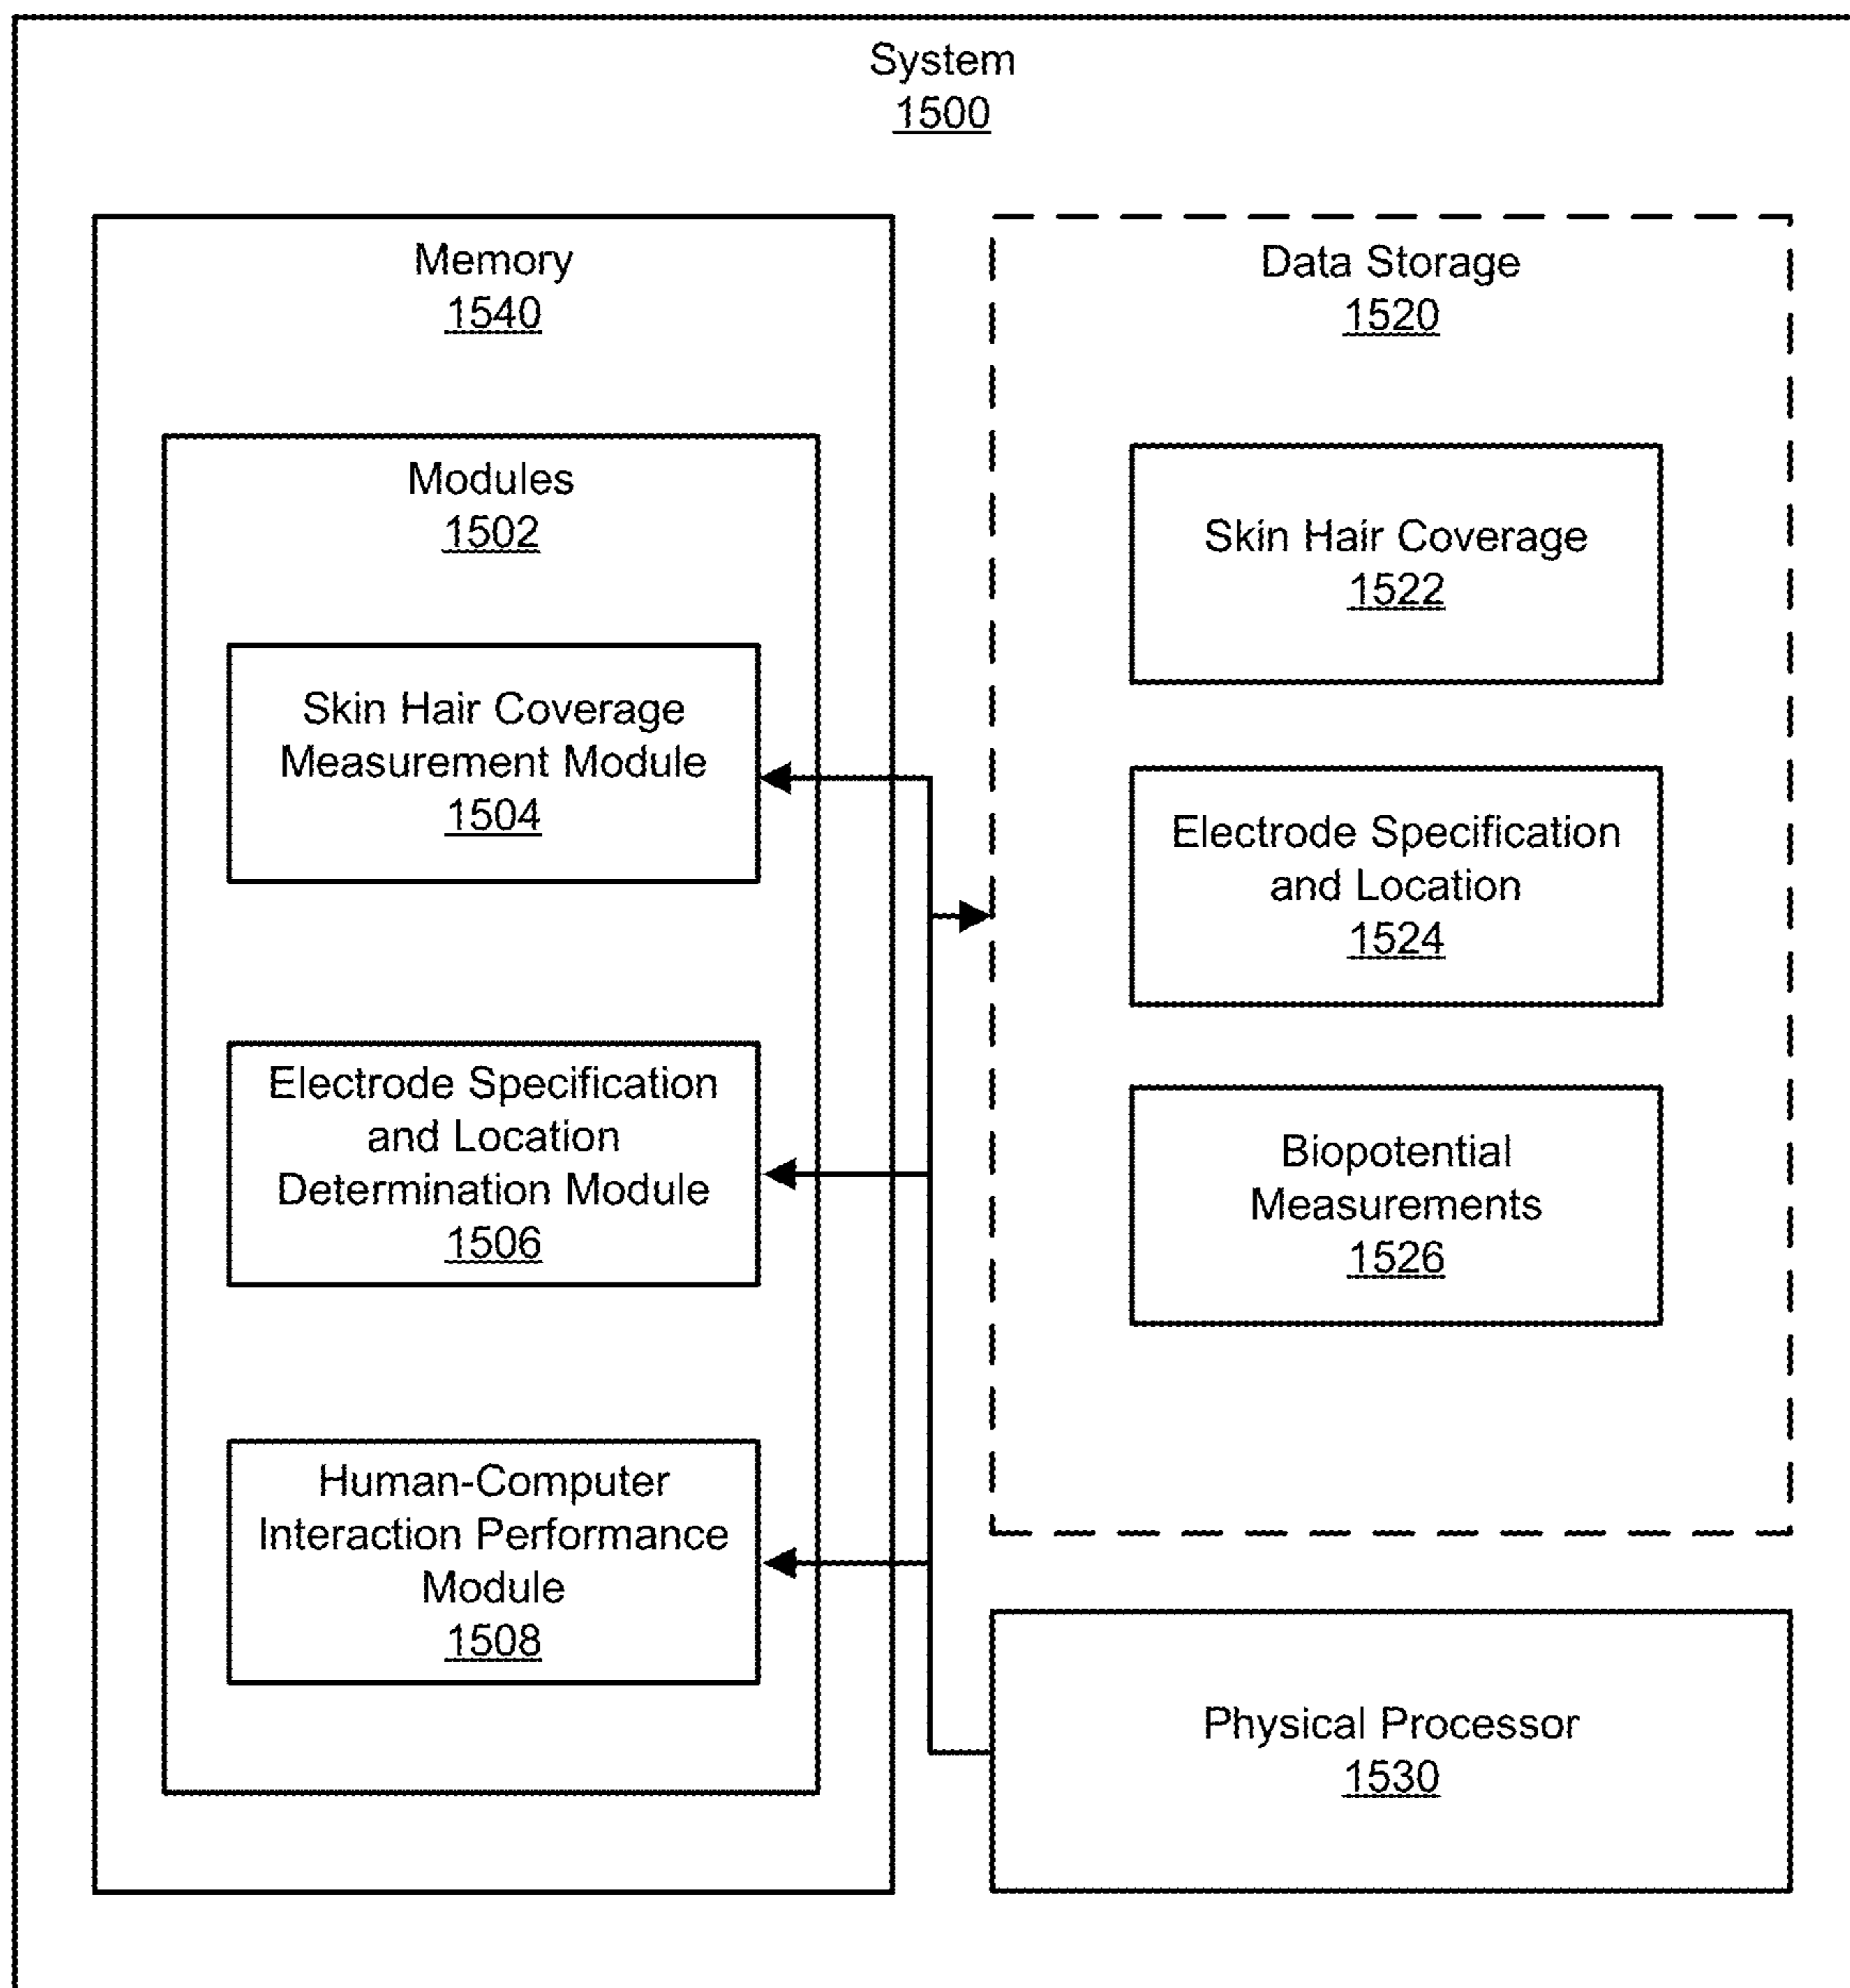 System
1500
Memory
1540
Modules
1502
Skin Hair Coverage
Measurement Module
1504
Electrode Specification
and Location
Determination Module
1506
Human-Computer
Interaction Performance
Module
1508
Data Storage
1520
Skin Hair Coverage
1522
Electrode Specification
and Location
1524
Biopotential
Measurements
1526
Physical Processor
1530